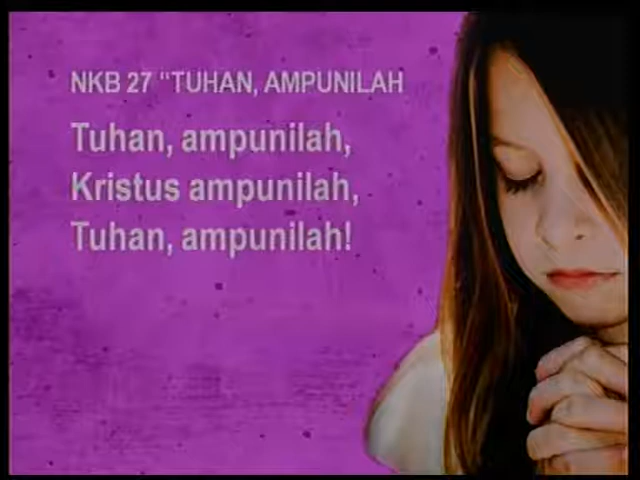 NKB 27 “TUHAN, AMPUNILAH
Tuhan, ampunilah,
Kristus ampunilah,
Tuhan, ampunilah!